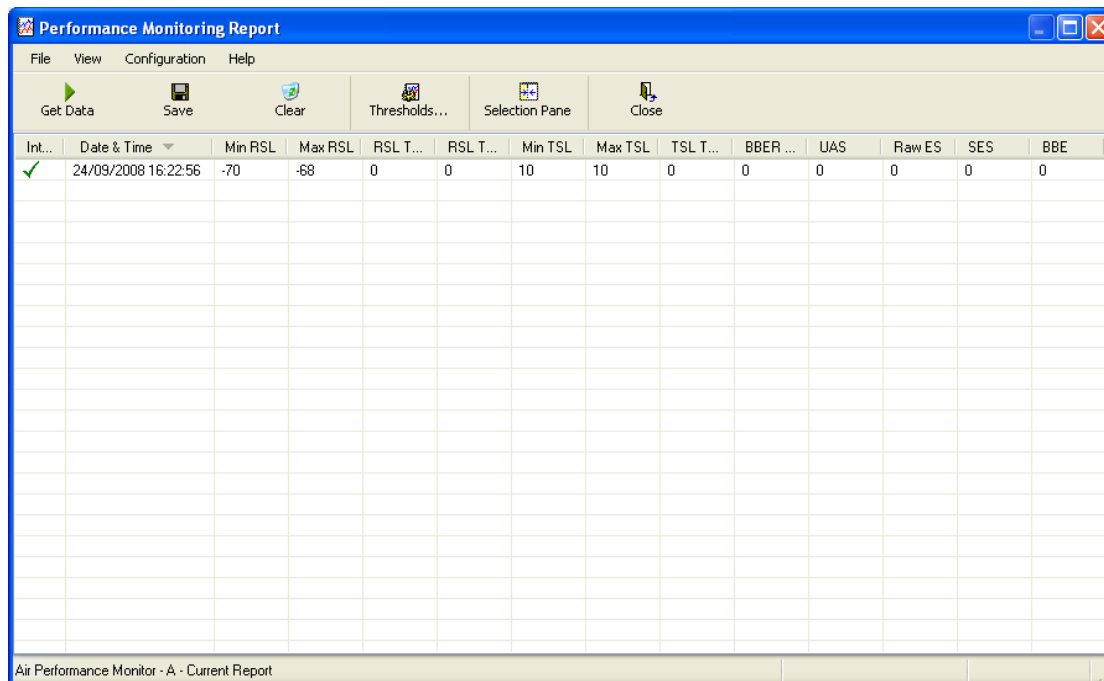 Performance Monitoring Report
File View Configuration Help
Get Data Save Clear Thresholds... Selection Pane Close
Int... Date & Time Min RSL Max RSL RSL T... RSL T... Min TSL Max TSL TSL T... BBER ... UAS Raw ES SES BBE
24/09/2008 16:22:56 -70 -68 0 0 10 10 0 0 0 0 0 0
Air Performance Monitor - A - Current Report